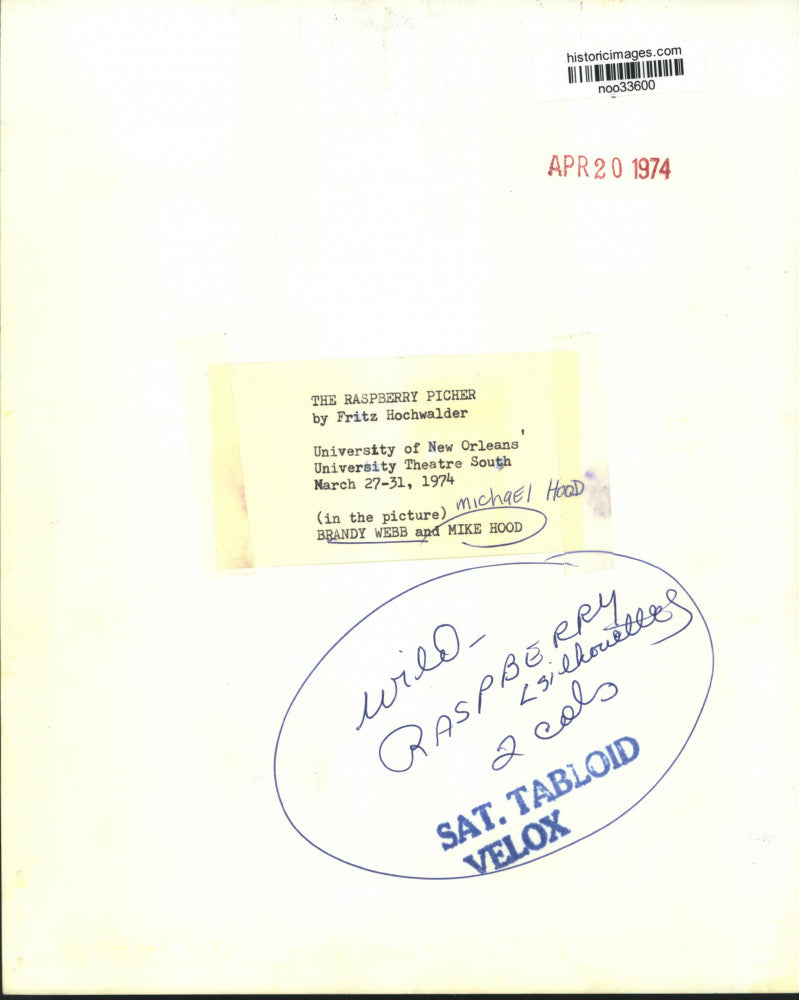 historicimages.com
noo33600
APR 20 1974
THE RASPBERRY PICHER
by Fritz Hochwalder
University of New Orleans'
University Theatre South
March 27-31, 1974
michaEl HOOD
(in the picture)
BRANDY WEBB and MIKE HOOD
wild-
RASPBERRY
silhouettes
2 cols
SAT. TABLOID
VELOX